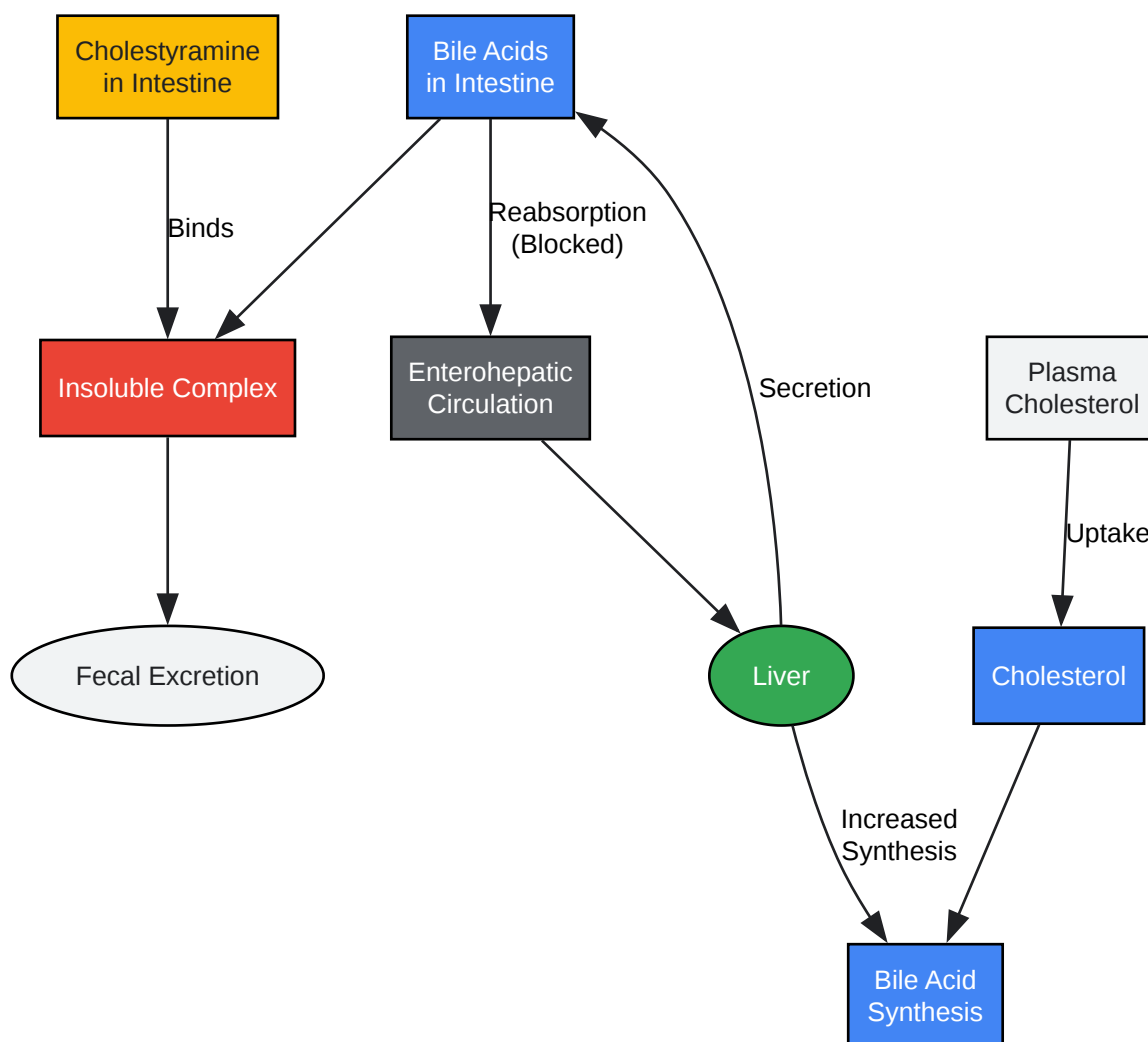 Cholestyramine
in Intestine
Bile Acids
in Intestine
Binds
Reabsorption
(Blocked)
Insoluble Complex
Enterohepatic
Circulation
Secretion
Plasma
Cholesterol
Uptake
Fecal Excretion
Liver
Cholesterol
Increased
Synthesis
Bile Acid
Synthesis